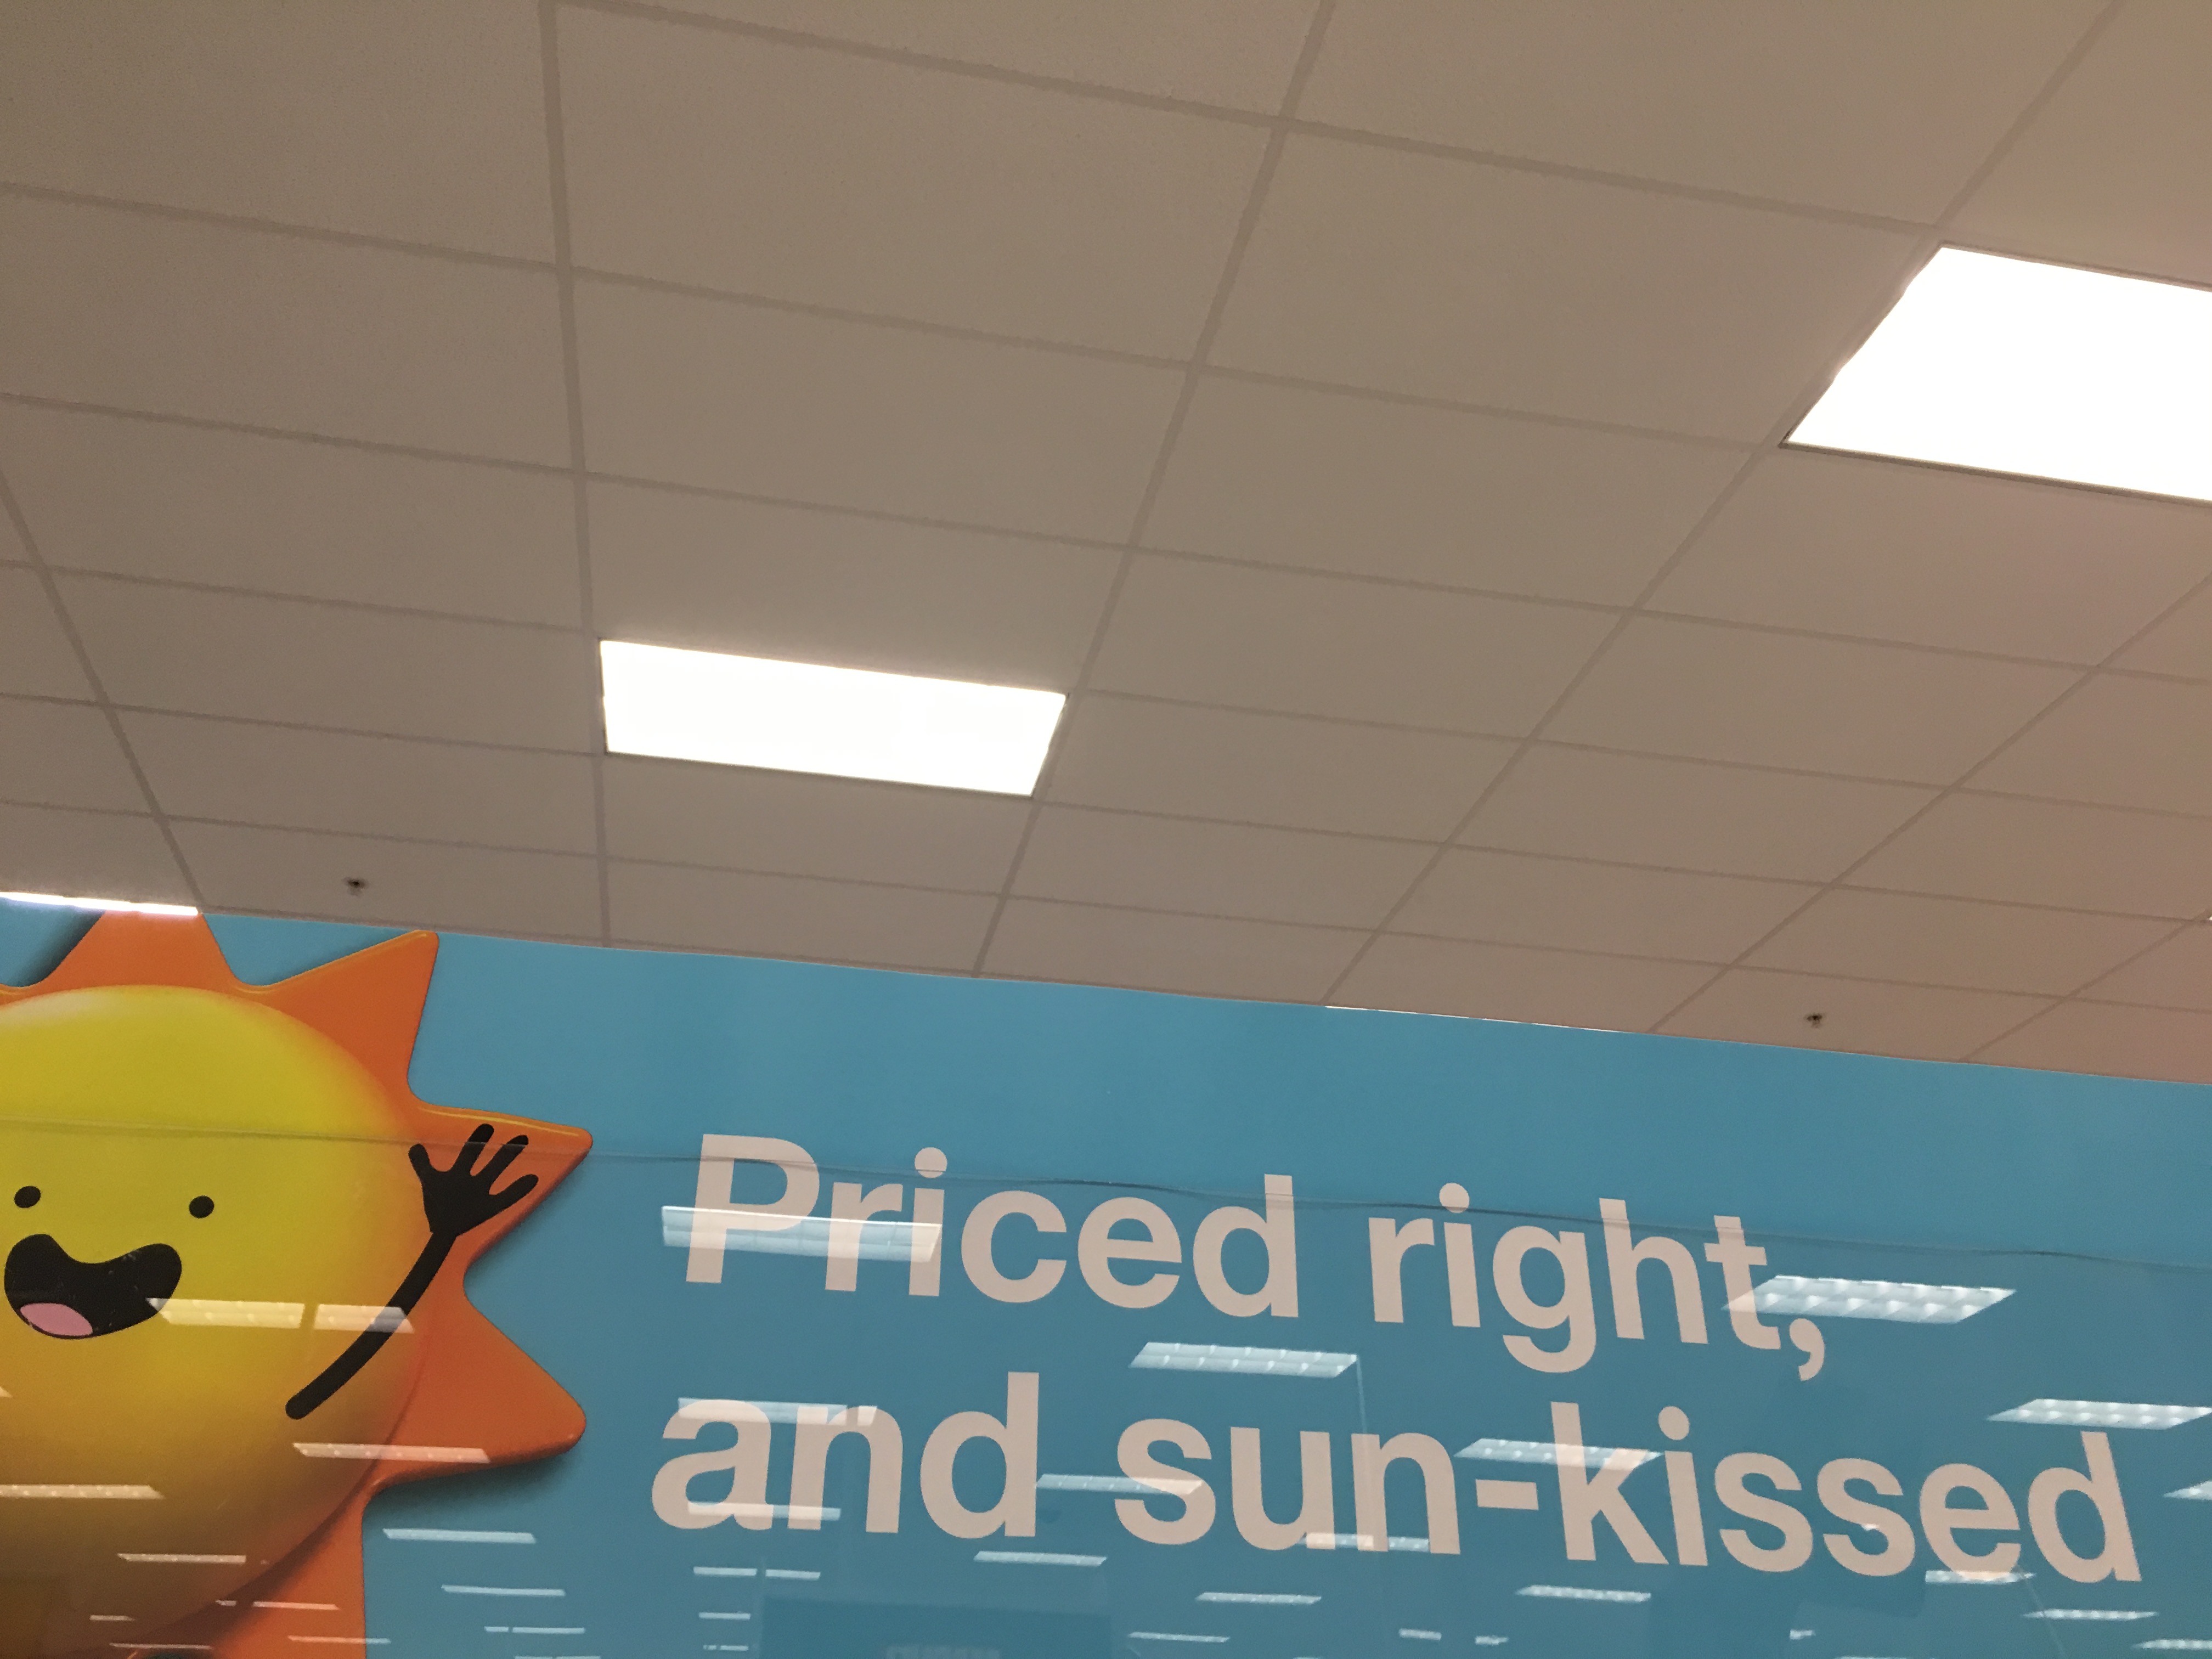 Priced right,
and sun-kissed